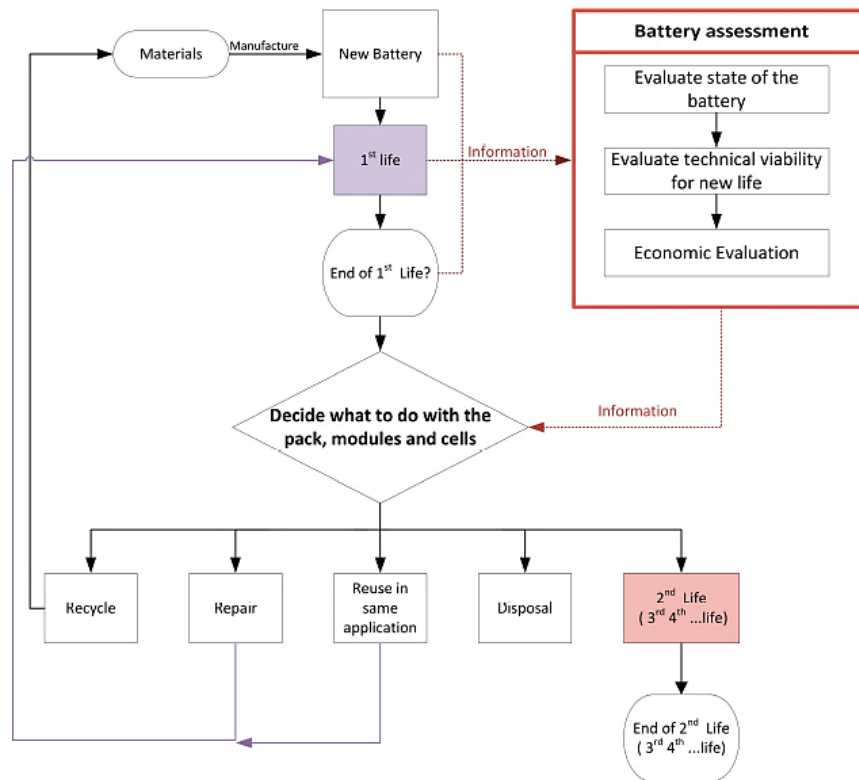 Materials
Manufacture
New Battery
Battery assessment
Evaluate state of the
battery
1st life
Information
Evaluate technical viability
for new life
Economic Evaluation
End of 1st Life?
Decide what to do with the
pack, modules and cells
Information
Recycle
Repair
Reuse in
same
application
Disposal
2nd Life
( 3rd 4th ...life)
End of 2nd Life
( 3rd 4th ...life)